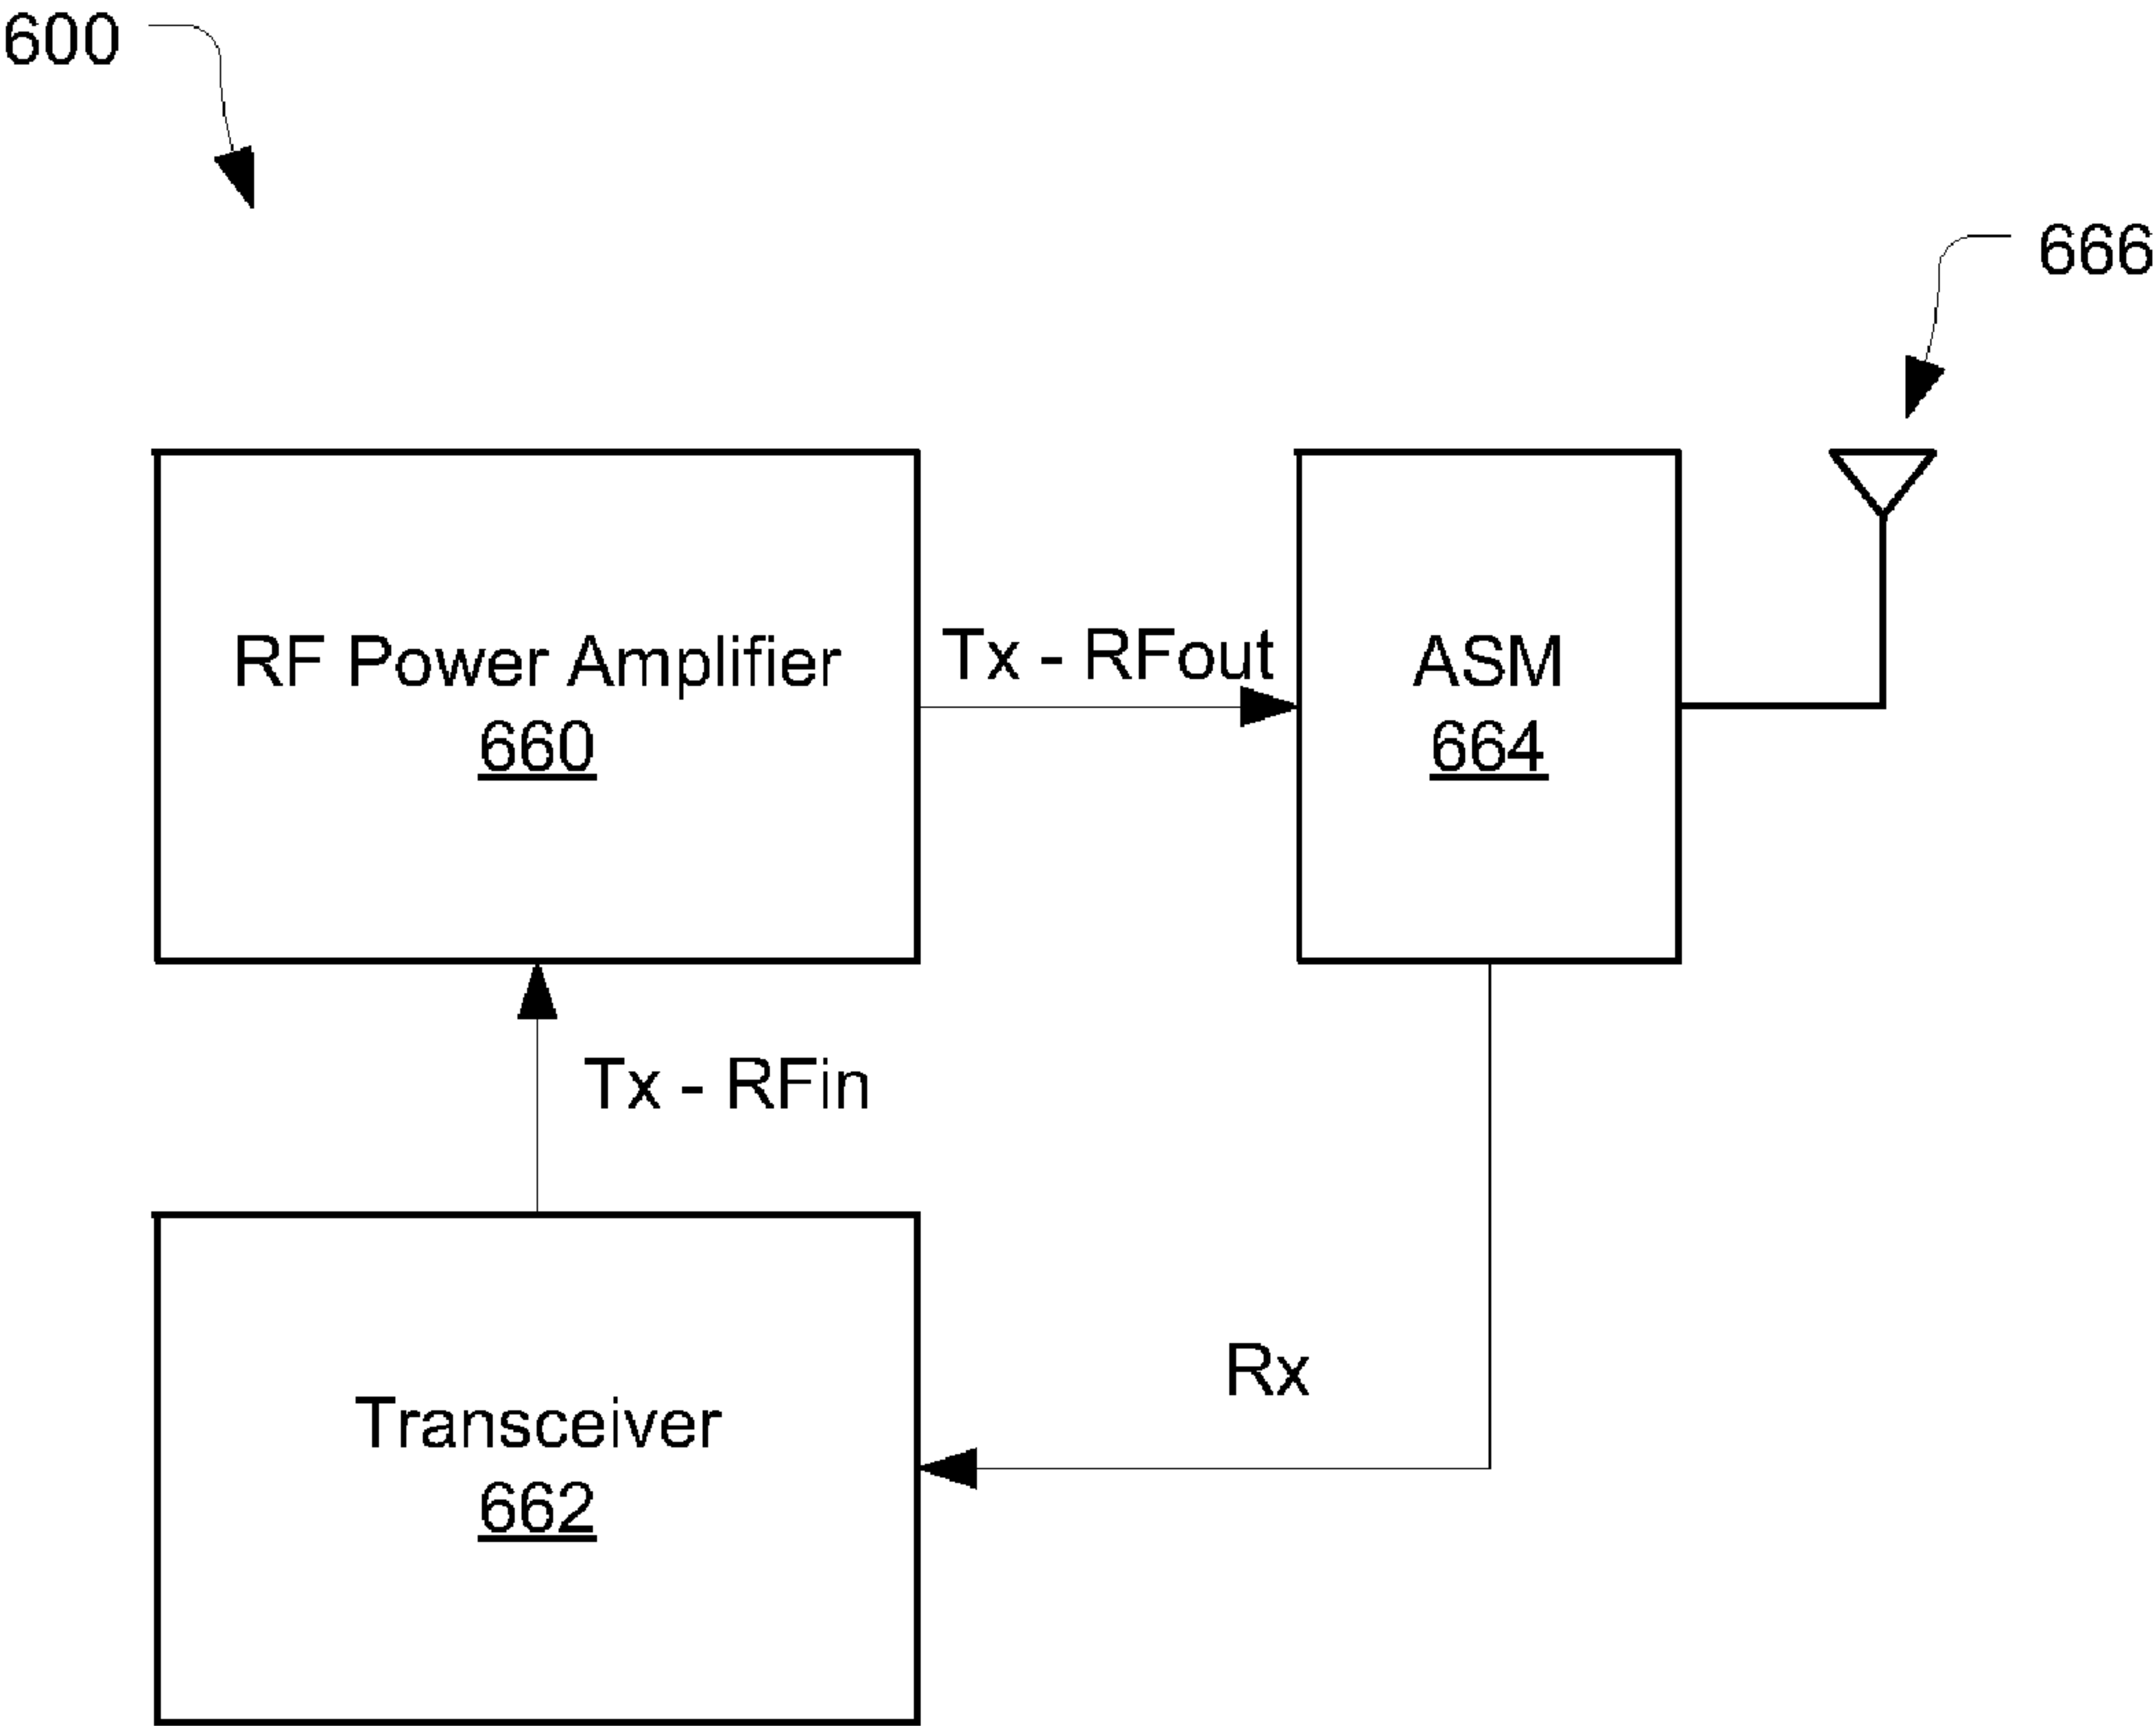 600
666
RF Power Amplifier
660
Tx - RFout
ASM
664
Tx - RFin
Rx
Transceiver
662